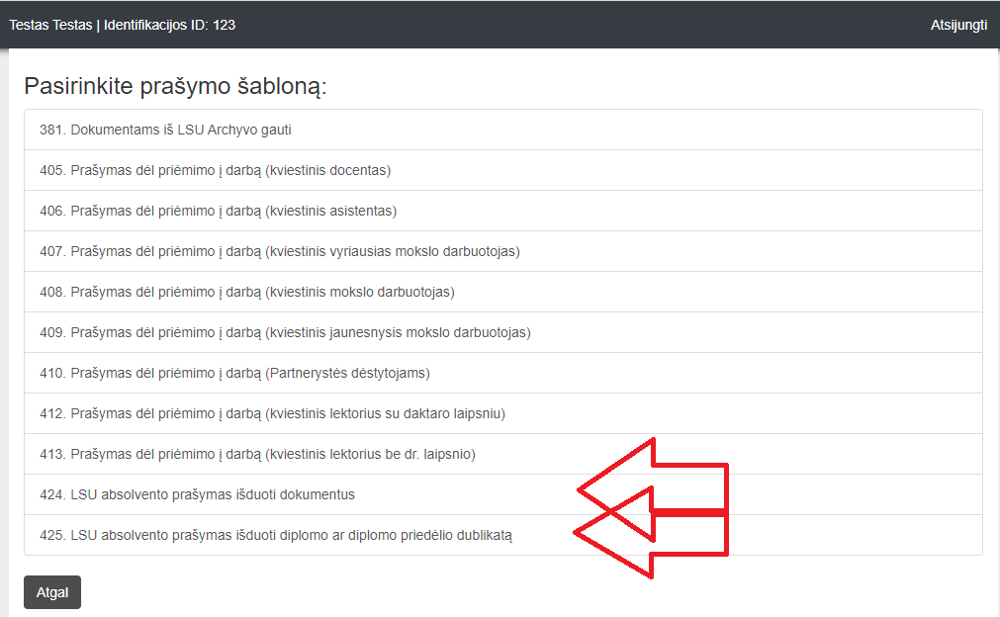 Testas Testas | Identifikacijos ID: 123
Atsijungti
Pasirinkite prašymo šabloną:
381. Dokumentams iš LSU Archyvo gauti
405. Prašymas dėl priėmimo į darbą (kviestinis docentas)
406. Prašymas dėl priėmimo į darbą (kviestinis asistentas)
407. Prašymas dėl priėmimo į darbą (kviestinis vyriausias mokslo darbuotojas)
408. Prašymas dėl priėmimo į darbą (kviestinis mokslo darbuotojas)
409. Prašymas dėl priėmimo į darbą (kviestinis jaunesnysis mokslo darbuotojas)
410. Prašymas dėl priėmimo į darbą (Partnerystės dėstytojams)
412. Prašymas dėl priėmimo į darbą (kviestinis lektorius su daktaro laipsniu)
413. Prašymas dėl priėmimo į darbą (kviestinis lektorius be dr. laipsnio)
424. LSU absolvento prašymas išduoti dokumentus
425. LSU absolvento prašymas išduoti diplomo ar diplomo priedėlio dublikatą
Atgal